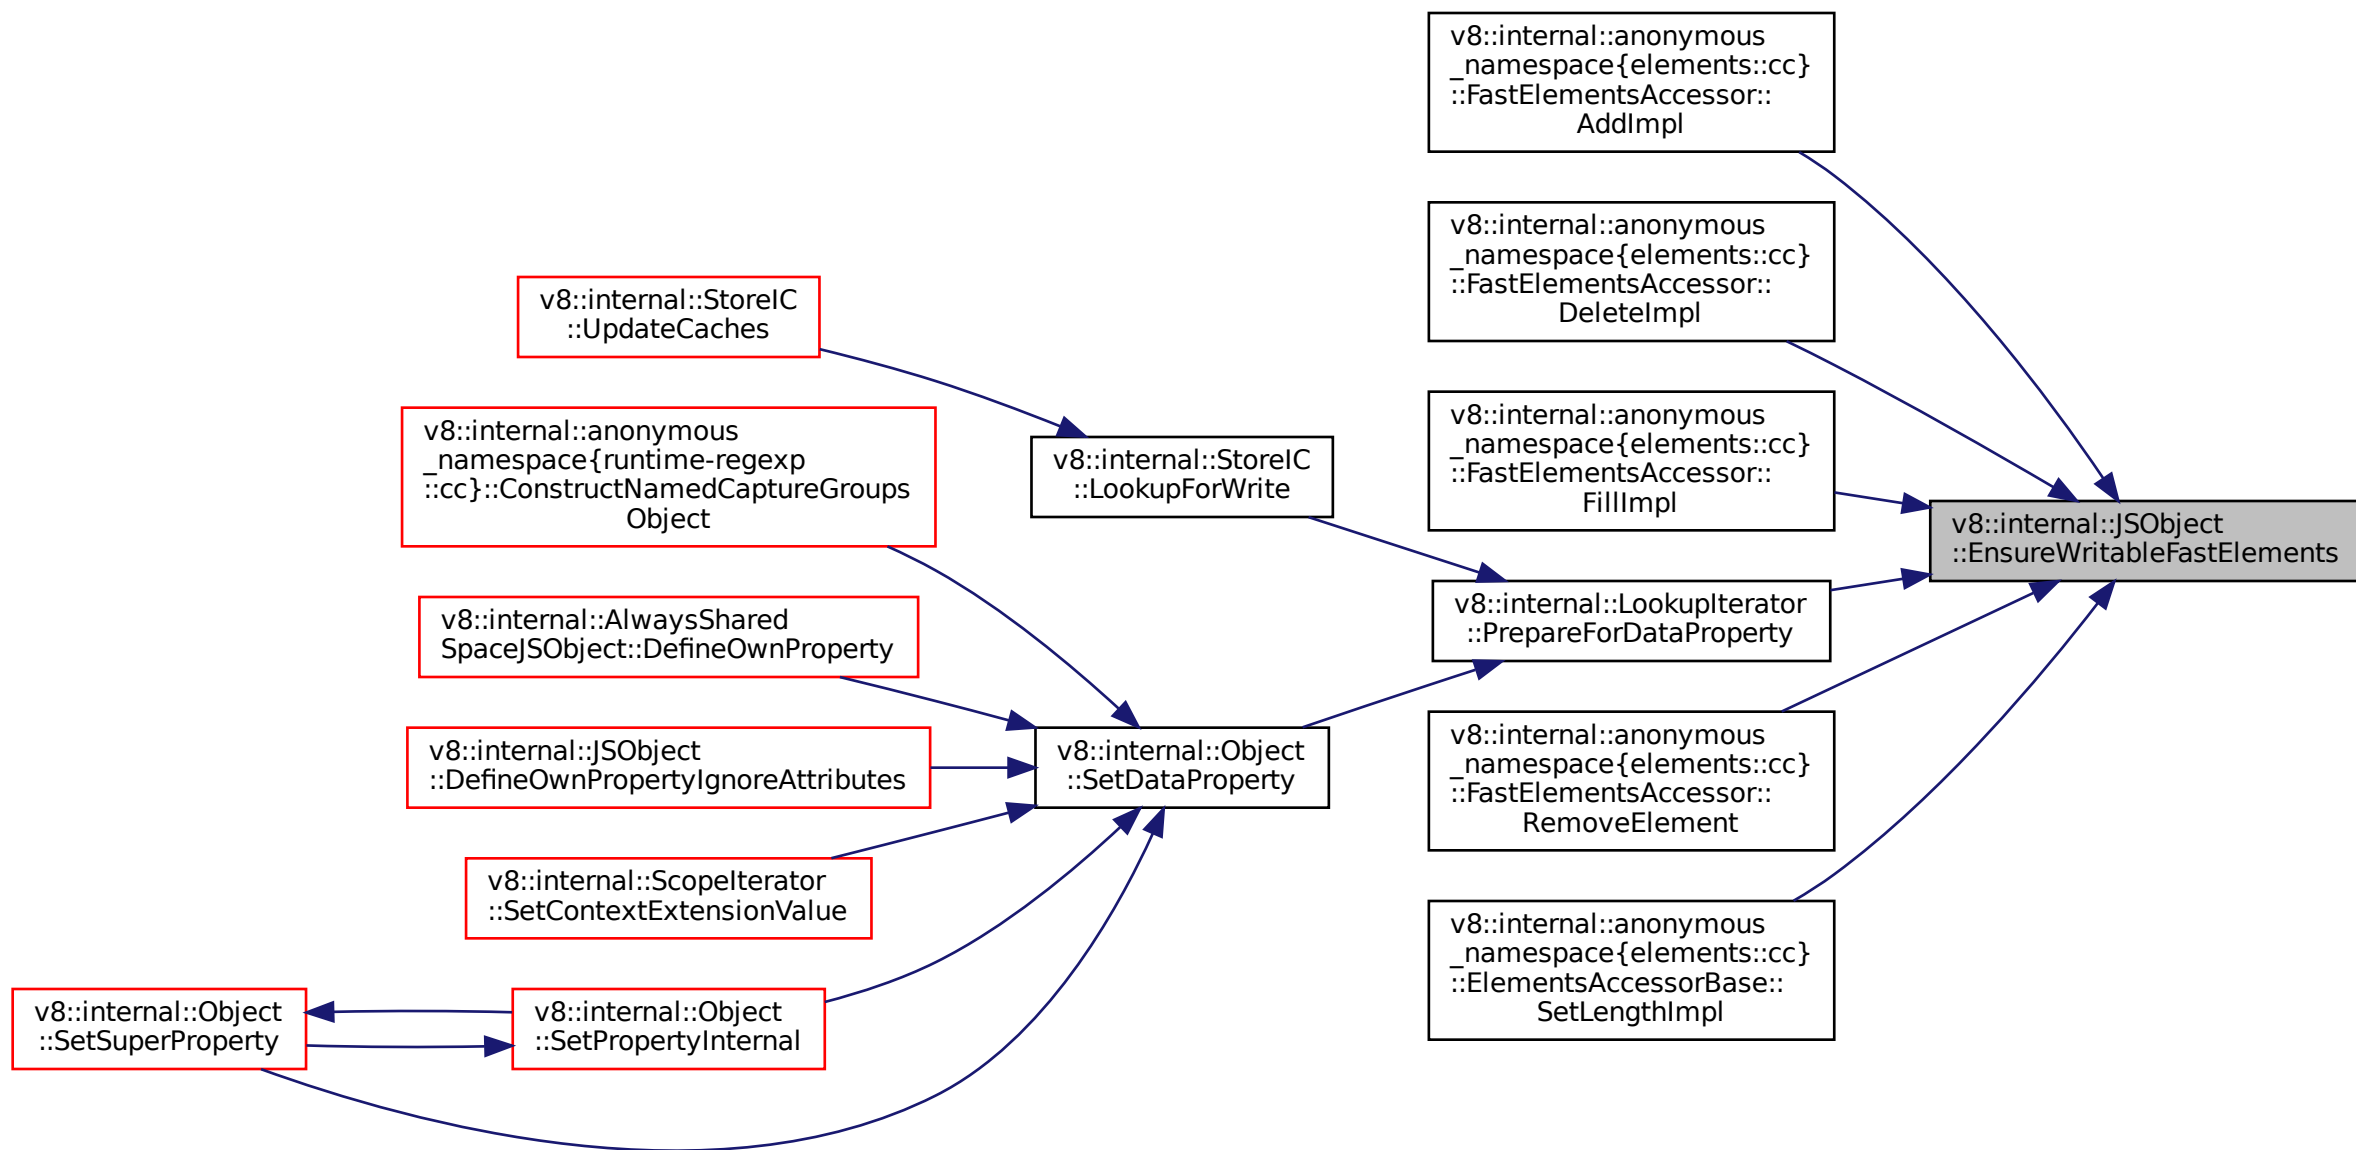 v8::internal::anonymous
_namespace{elements::cc}
::FastElementsAccessor::
AddImpl
v8::internal::anonymous
_namespace{elements::cc}
::FastElementsAccessor::
DeleteImpl
v8::internal::StoreIC
::UpdateCaches
v8::internal::anonymous
_namespace{elements::cc}
::FastElementsAccessor::
FillImpl
v8::internal::anonymous
_namespace{runtime-regexp
::cc}::ConstructNamedCaptureGroups
Object
v8::internal::StoreIC
::LookupForWrite
v8::internal::JSObject
::EnsureWritableFastElements
v8::internal::LookupIterator
::PrepareForDataProperty
v8::internal::AlwaysShared
SpaceJSObject::DefineOwnProperty
v8::internal::JSObject
::DefineOwnPropertyIgnoreAttributes
v8::internal::Object
::SetDataProperty
v8::internal::anonymous
_namespace{elements::cc}
::FastElementsAccessor::
RemoveElement
v8::internal::ScopeIterator
::SetContextExtensionValue
v8::internal::anonymous
_namespace{elements::cc}
::ElementsAccessorBase::
SetLengthImpl
v8::internal::Object
::SetSuperProperty
v8::internal::Object
::SetPropertyInternal